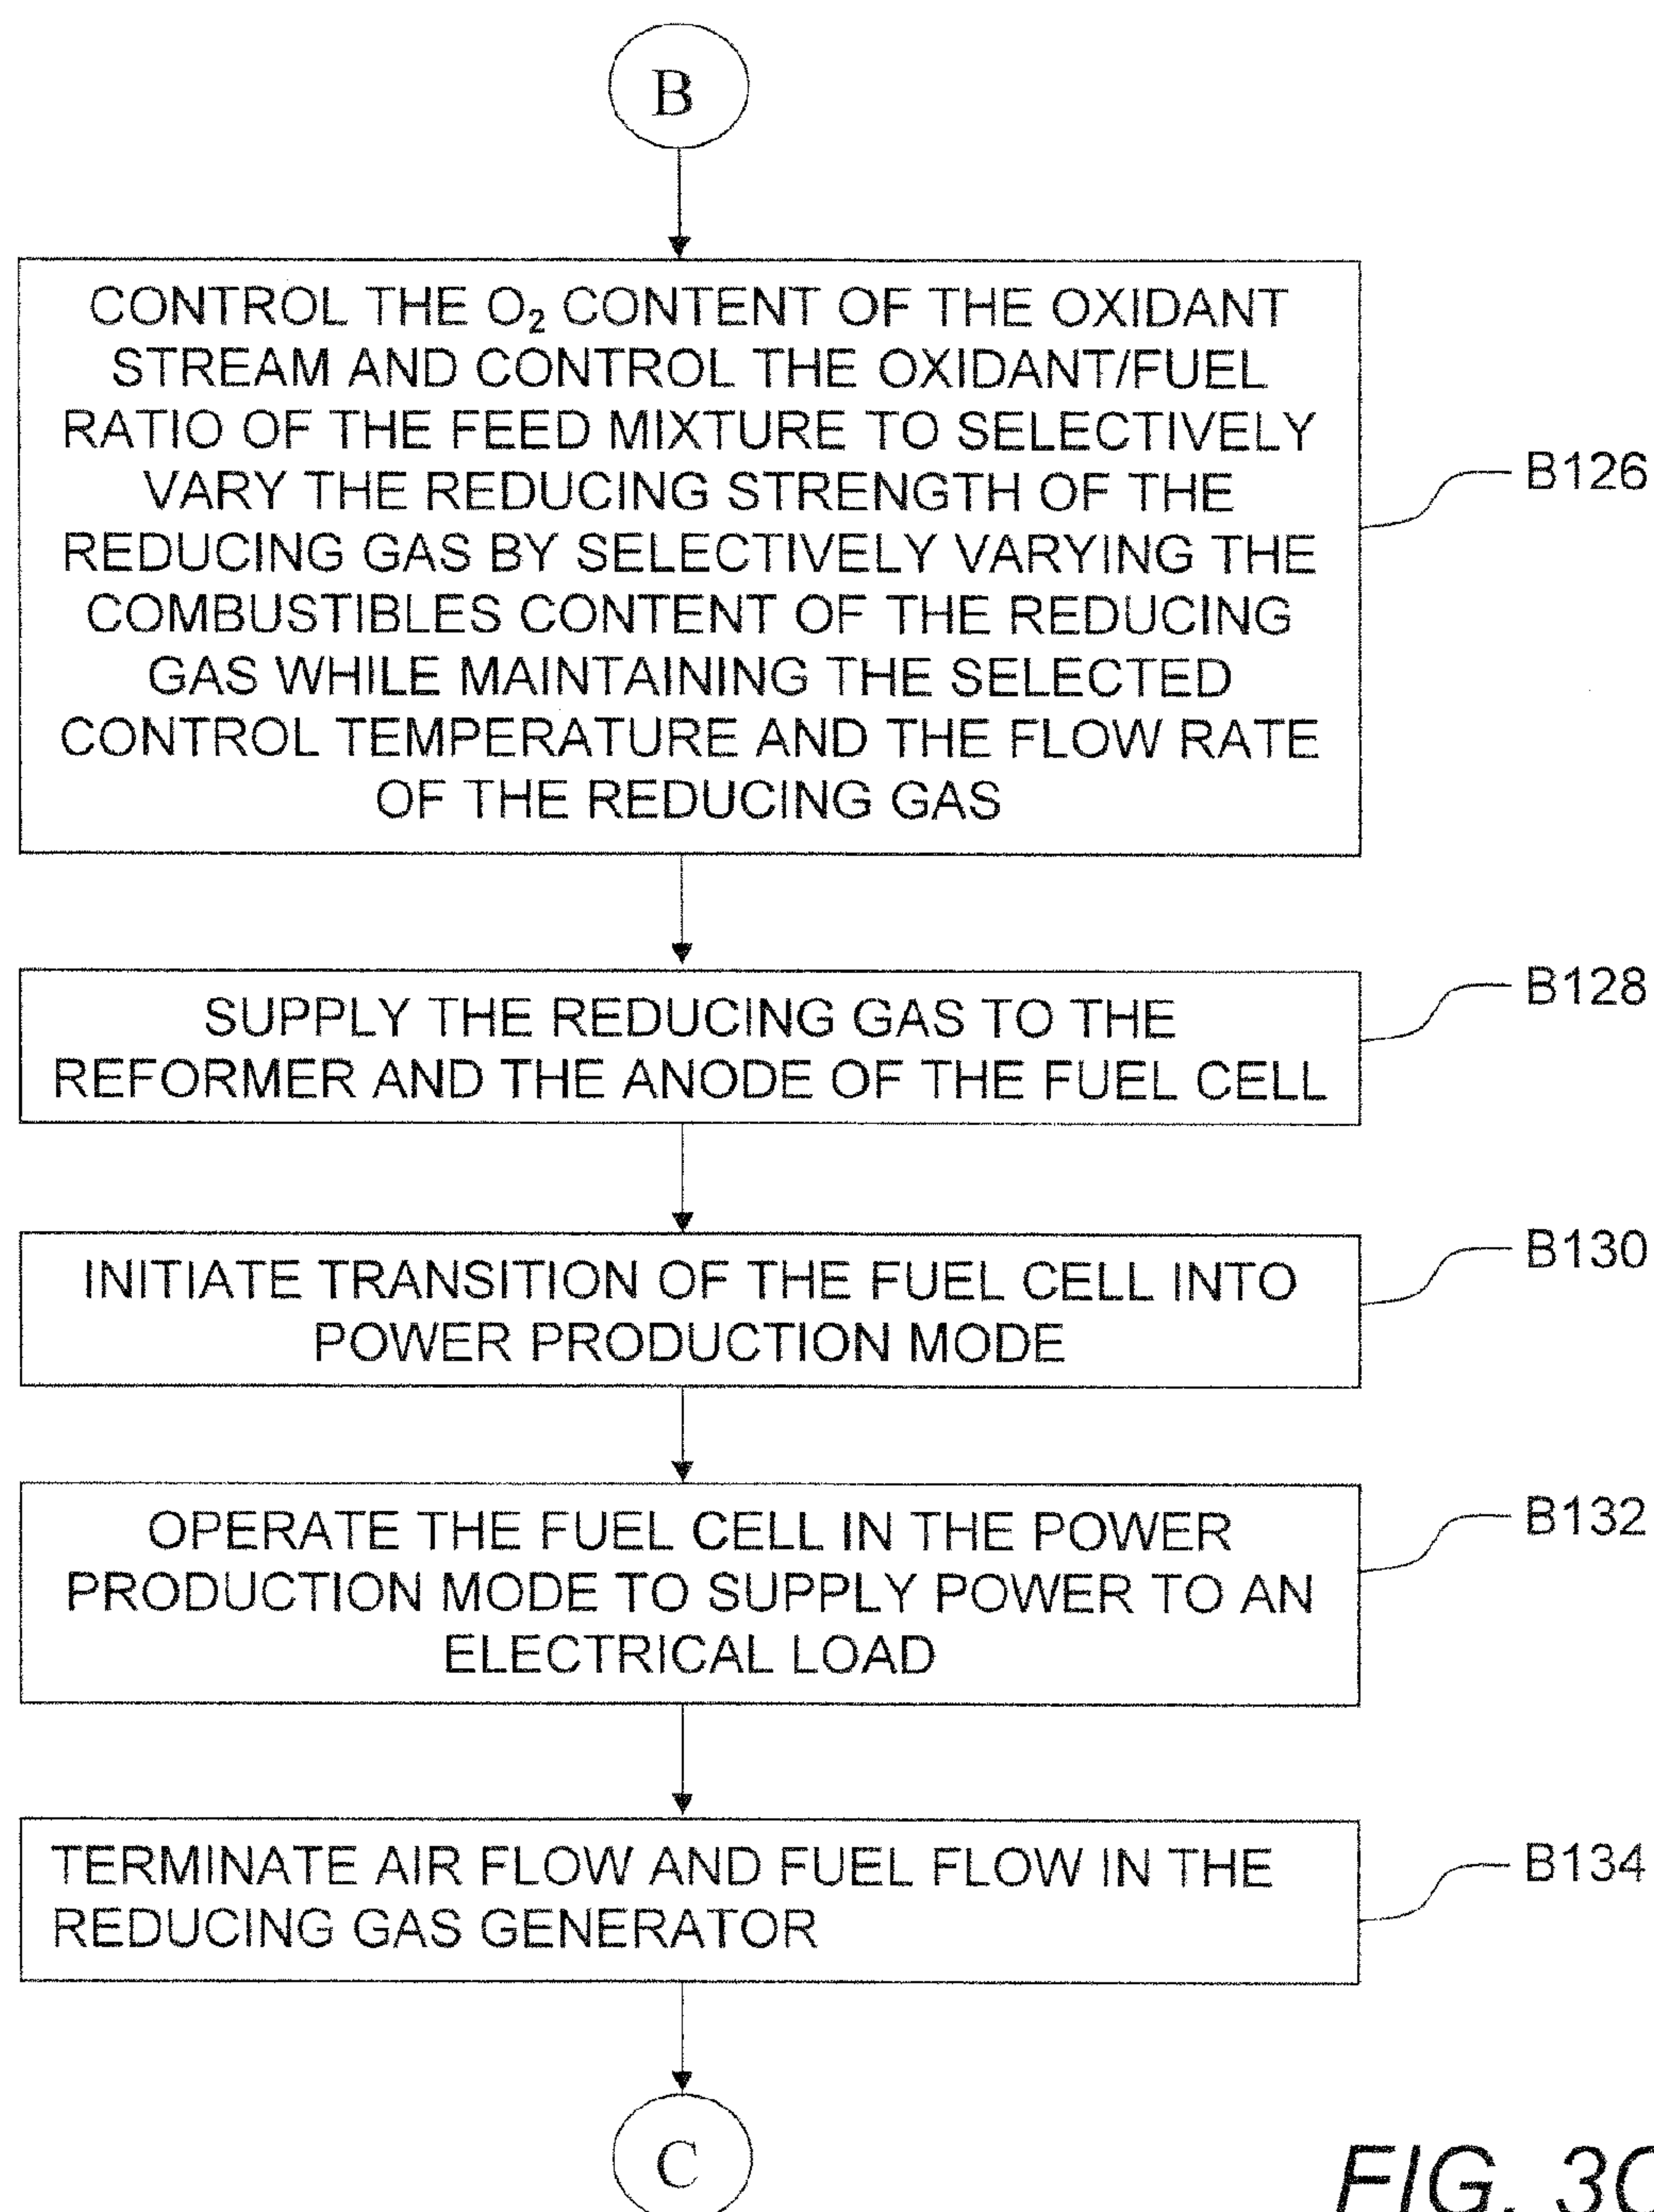 B
CONTROL THE O₂ CONTENT OF THE OXIDANT
STREAM AND CONTROL THE OXIDANT/FUEL
RATIO OF THE FEED MIXTURE TO SELECTIVELY
VARY THE REDUCING STRENGTH OF THE
REDUCING GAS BY SELECTIVELY VARYING THE
COMBUSTIBLES CONTENT OF THE REDUCING
GAS WHILE MAINTAINING THE SELECTED
CONTROL TEMPERATURE AND THE FLOW RATE
OF THE REDUCING GAS
B126
SUPPLY THE REDUCING GAS TO THE
REFORMER AND THE ANODE OF THE FUEL CELL
B128
INITIATE TRANSITION OF THE FUEL CELL INTO
POWER PRODUCTION MODE
B130
OPERATE THE FUEL CELL IN THE POWER
PRODUCTION MODE TO SUPPLY POWER TO AN
ELECTRICAL LOAD
B132
TERMINATE AIR FLOW AND FUEL FLOW IN THE
REDUCING GAS GENERATOR
B134
C
FIG. 3C